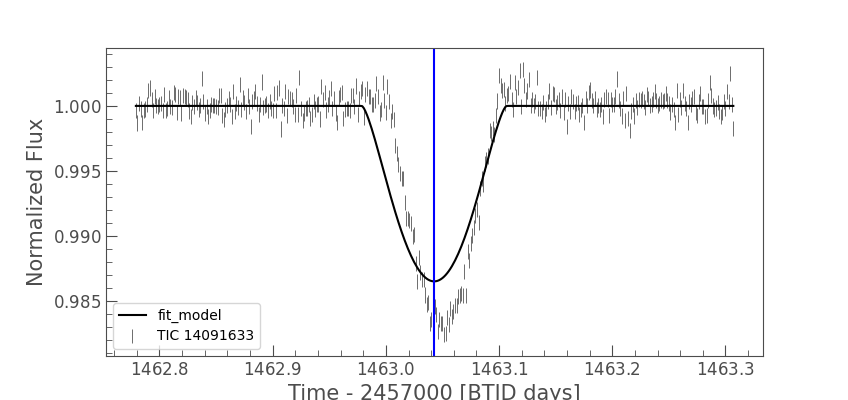 1.000
0.995
0.990
0.985
Normalized Flux
fit_model
TIC 14091633
1462.8 1462.9 1463.0 1463.1 1463.2 1463.3
Time - 2457000 [BTJD days]